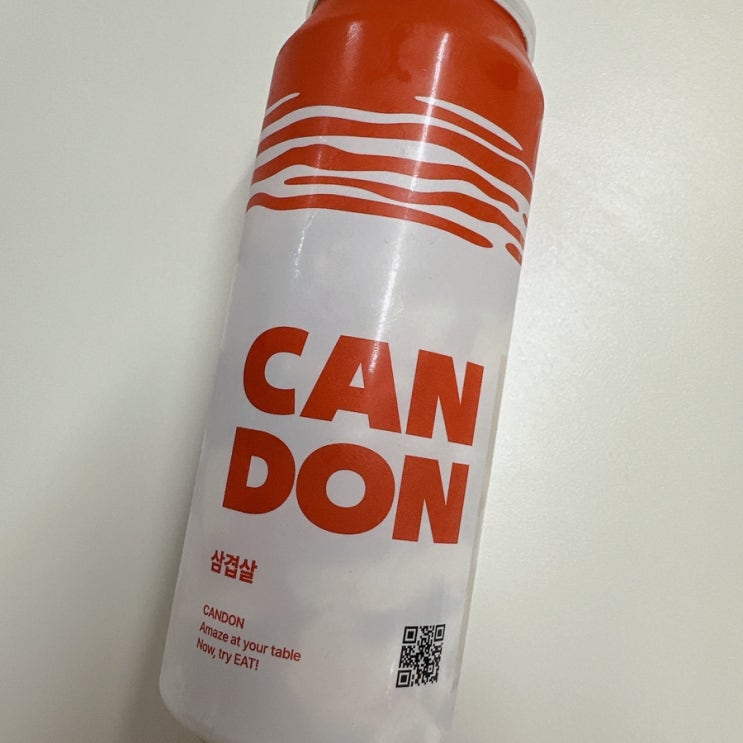 CAN
DON
삼겹살
CANDON
Amaze at your table
Now, try EAT!